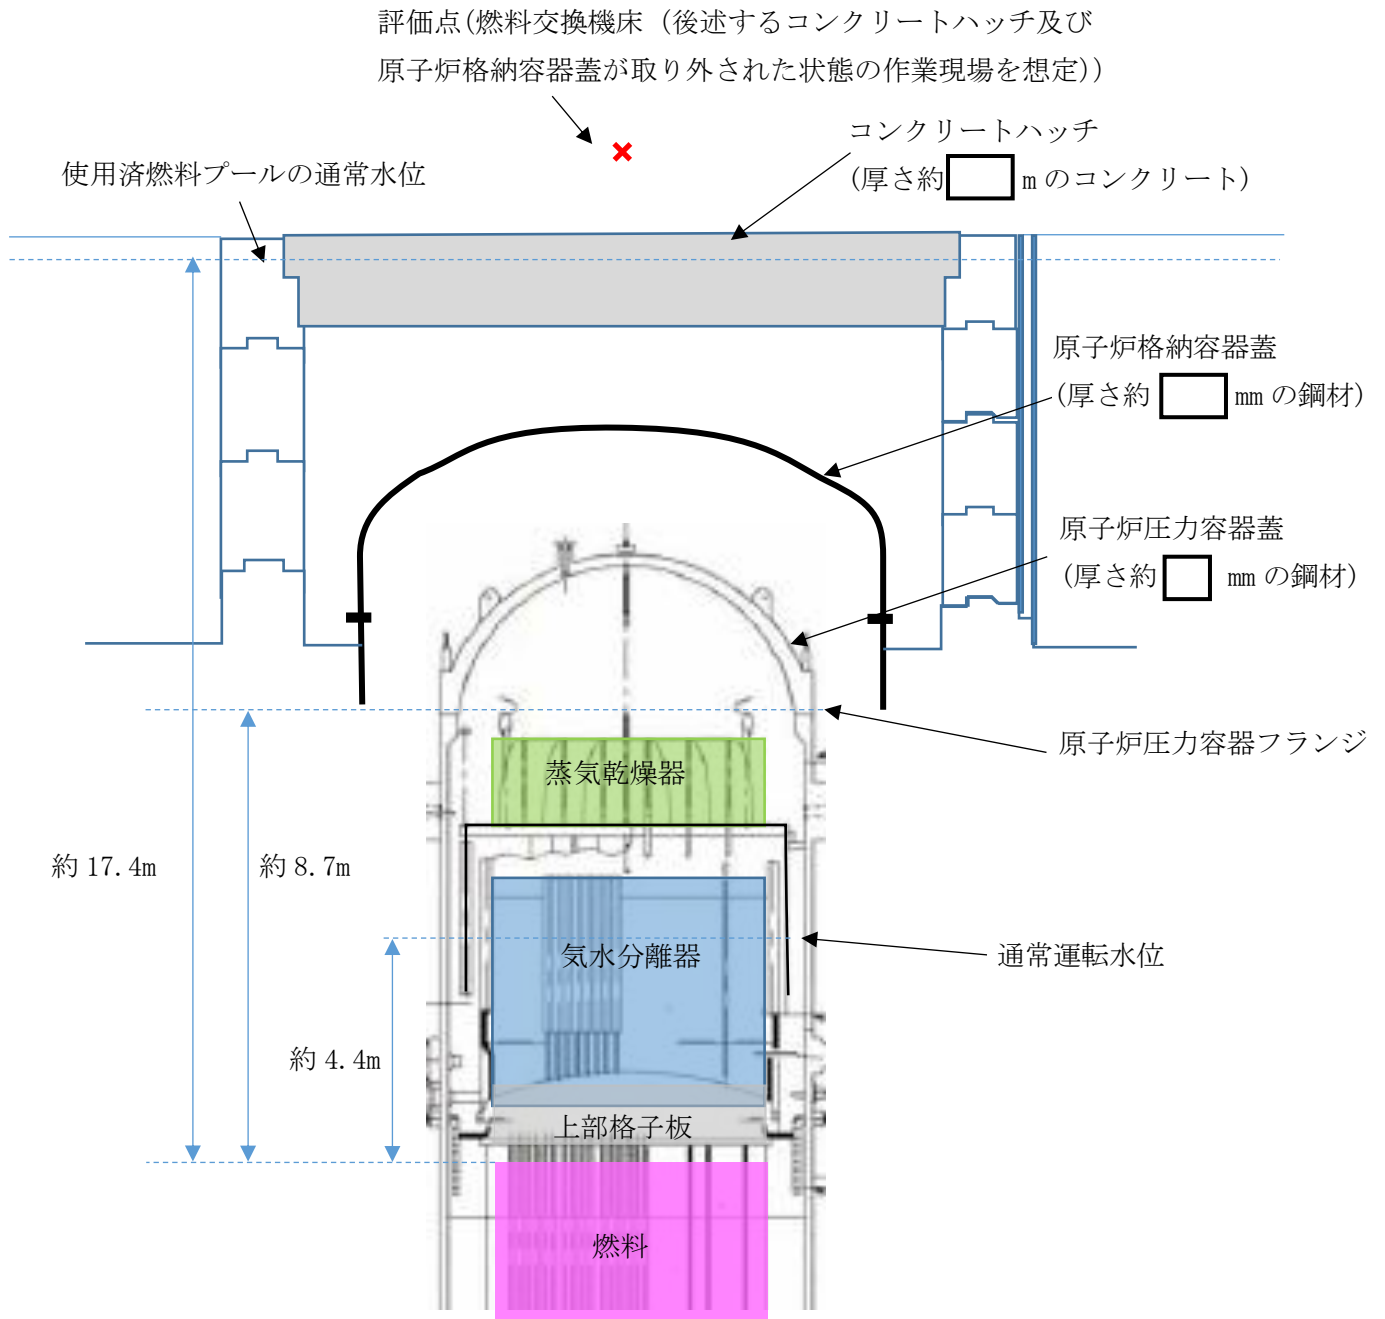 評価点(燃料交換機床（後述するコンクリートハッチ及び
原子炉格納容器蓋が取り外された状態の作業現場を想定))
コンクリートハッチ
(厚さ約 m のコンクリート)
使用済燃料プールの通常水位
原子炉格納容器蓋
(厚さ約 mm の鋼材)
原子炉圧力容器蓋
(厚さ約 mm の鋼材)
原子炉圧力容器フランジ
蒸気乾燥器
約 17.4m
約 8.7m
気水分離器
通常運転水位
約 4.4m
上部格子板
燃料